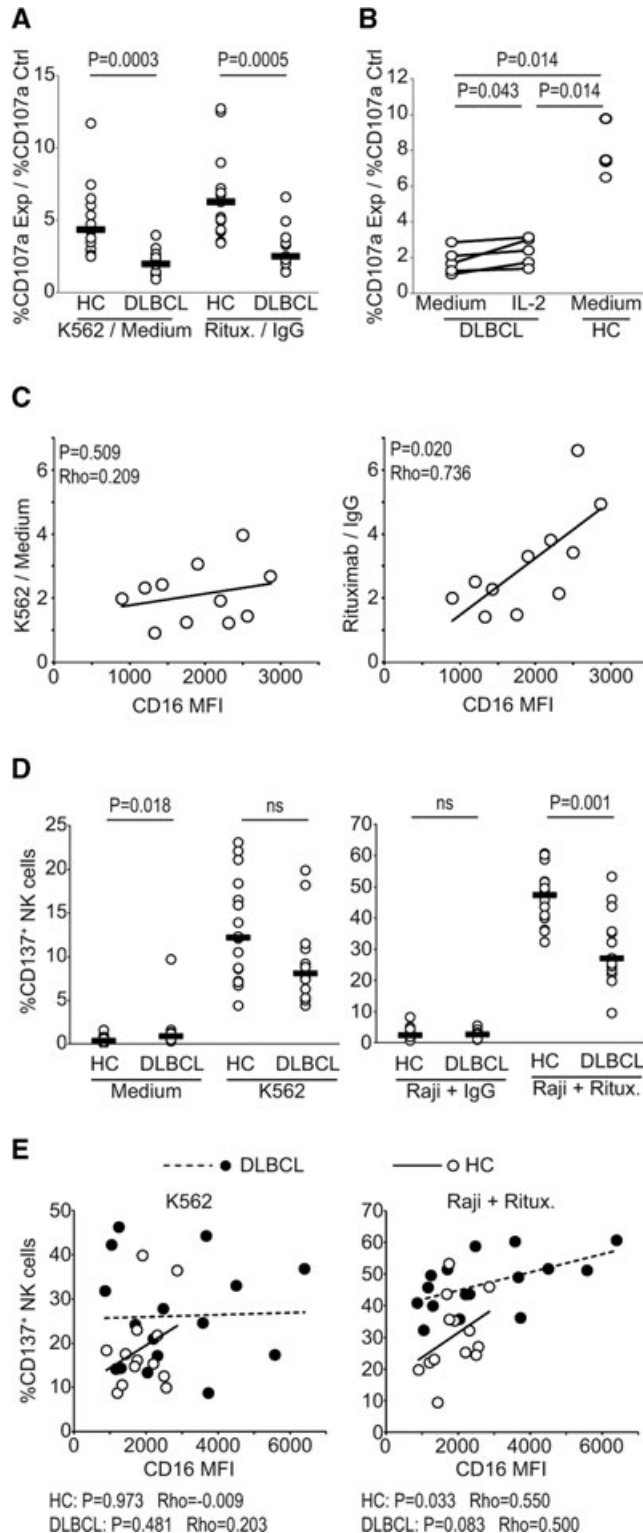 A
P=0.0003 P=0.0005
%CD107a Exp / %CD107a Ctrl
15
10
5
0
HC DLBCL HC DLBCL
K562 / Medium Ritux. / IgG
B
P=0.014
P=0.043 P=0.014
%CD107a Exp / %CD107a Ctrl
12
10
8
6
4
2
0
Medium IL-2 Medium
DLBCL HC
C
P=0.509
Rho=0.209
K562 / Medium
6
4
2
0
1000 2000 3000
CD16 MFI
P=0.020
Rho=0.736
Rituximab / IgG
6
4
2
0
1000 2000 3000
CD16 MFI
D
P=0.018 ns
%CD137+ NK cells
25
20
15
10
5
0
HC DLBCL HC DLBCL
Medium K562
ns P=0.001
70
60
50
40
30
20
10
0
HC DLBCL HC DLBCL
Raji + IgG Raji + Ritux.
E
DLBCL HC
K562
%CD137+ NK cells
50
40
30
20
10
0
0 2000 4000 6000
CD16 MFI
HC: P=0.973 Rho=-0.009
DLBCL: P=0.481 Rho=0.203
Raji + Ritux.
70
60
50
40
30
20
10
0
0 2000 4000 6000
CD16 MFI
HC: P=0.033 Rho=0.550
DLBCL: P=0.083 Rho=0.500